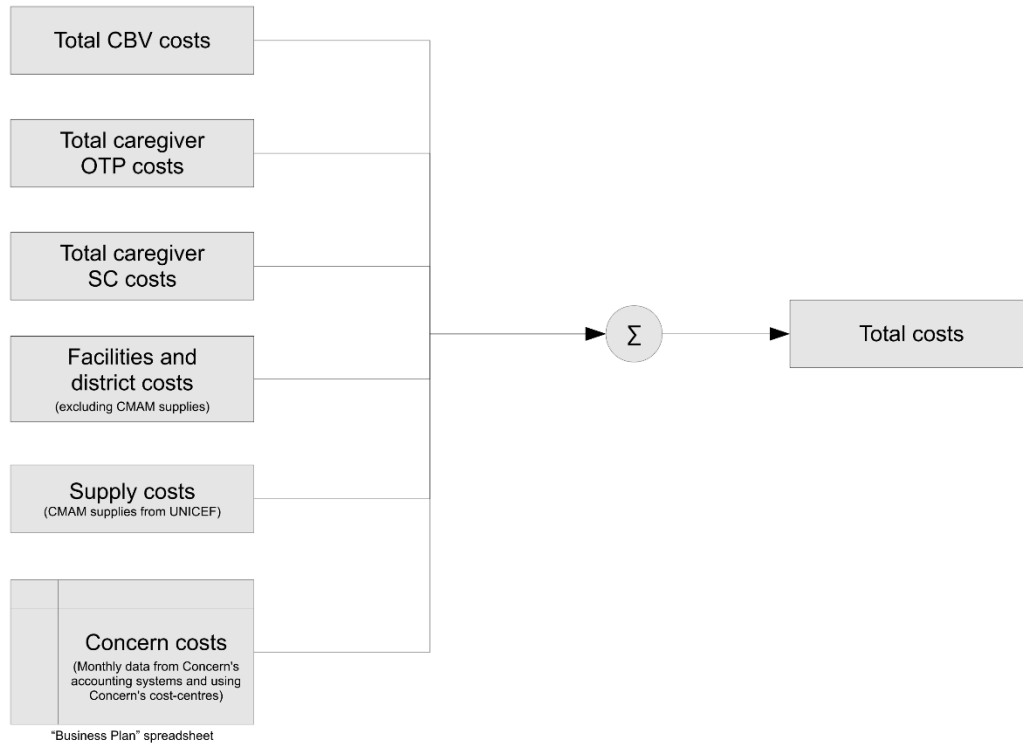 Total CBV costs
Total caregiver
OTP costs
Total caregiver
SC costs
Facilities and
district costs
(excluding CMAM supplies)
Supply costs
(CMAM supplies from UNICEF)
Concern costs
(Monthly data from Concern's
accounting systems and using
Concern's cost-centres)
"Business Plan" spreadsheet
Σ
Total costs